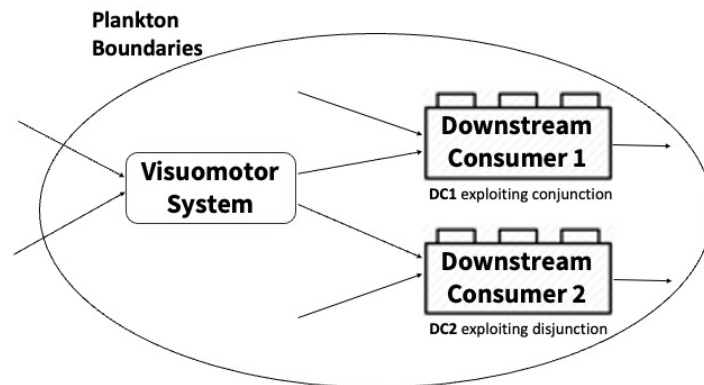 Plankton
Boundaries
Visuomotor
System
Downstream
Consumer 1
DC1 exploiting conjunction
Downstream
Consumer 2
DC2 exploiting disjunction